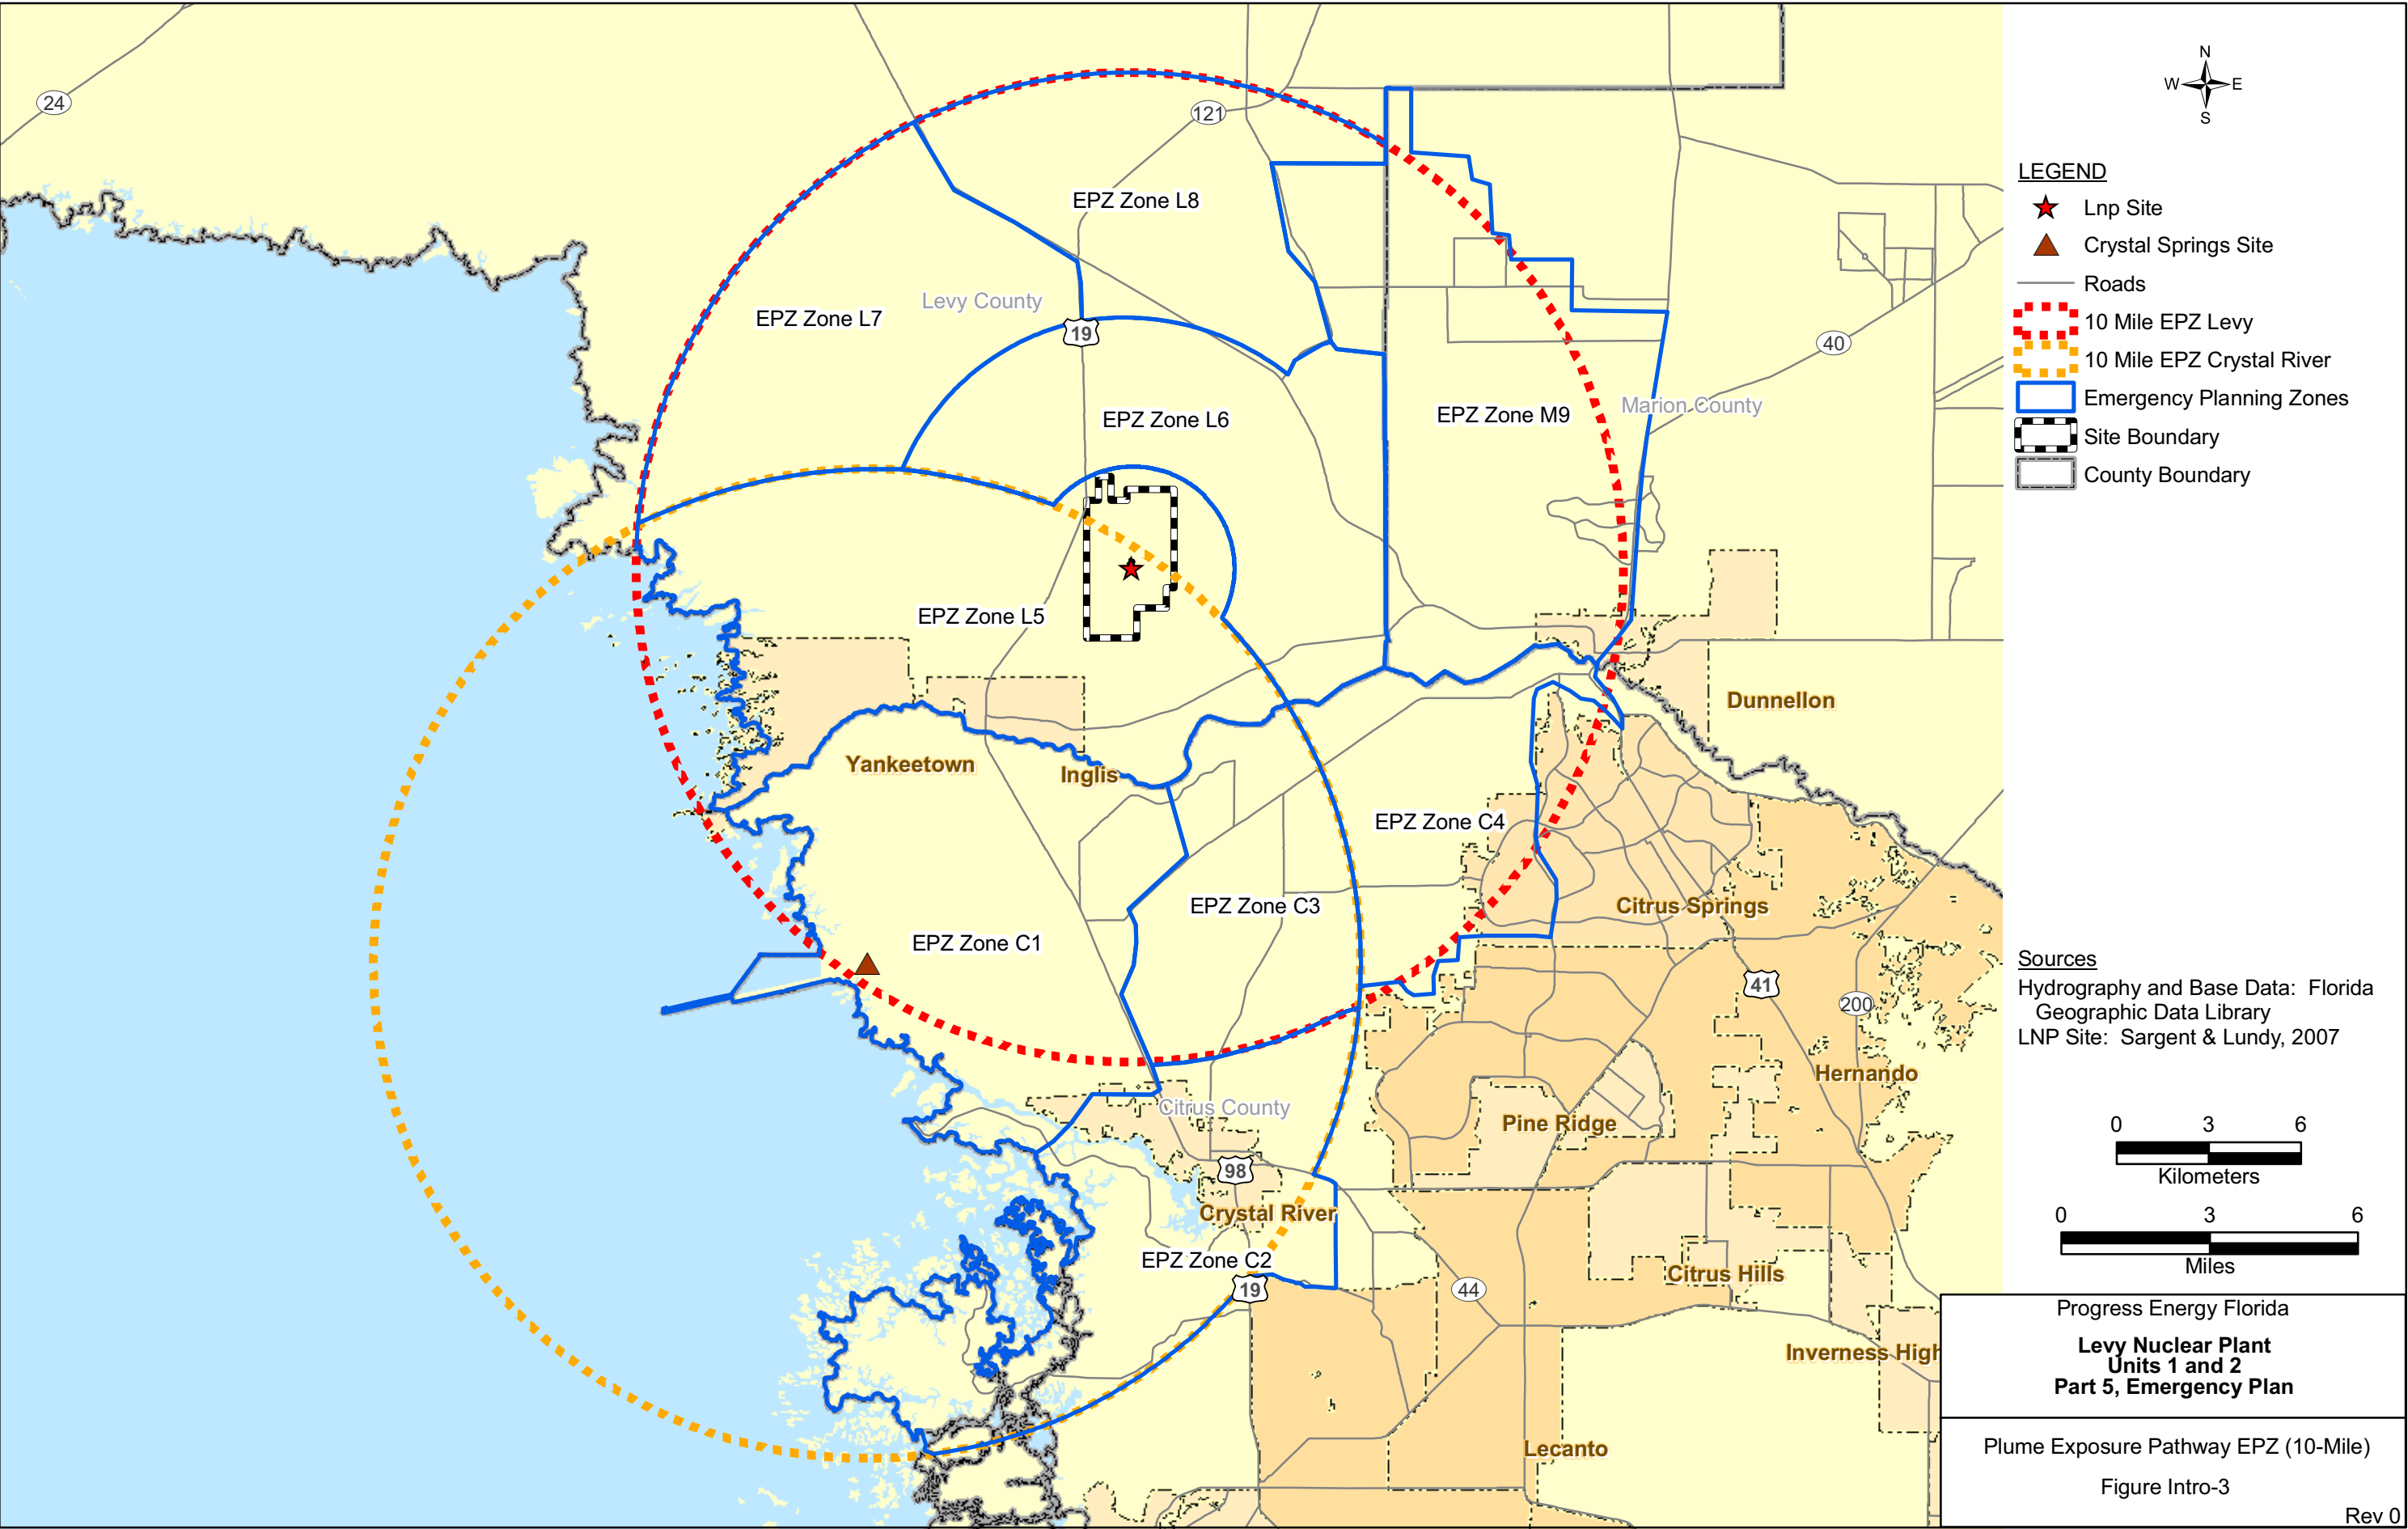 24
121
EPZ Zone L8
EPZ Zone L7
Levy County
19
EPZ Zone L6
EPZ Zone M9
Marion County
40
EPZ Zone L5
Dunnellon
Yankeetown
Inglis
EPZ Zone C4
EPZ Zone C3
Citrus Springs
EPZ Zone C1
41
200
Hernando
Citrus County
Pine Ridge
98
Crystal River
EPZ Zone C2
19
44
Citrus Hills
Inverness High
Lecanto
N
W E
S
LEGEND
Lnp Site
Crystal Springs Site
Roads
10 Mile EPZ Levy
10 Mile EPZ Crystal River
Emergency Planning Zones
Site Boundary
County Boundary
Sources
Hydrography and Base Data: Florida
Geographic Data Library
LNP Site: Sargent & Lundy, 2007
0 3 6
Kilometers
0 3 6
Miles
Progress Energy Florida
Levy Nuclear Plant
Units 1 and 2
Part 5, Emergency Plan
Plume Exposure Pathway EPZ (10-Mile)
Figure Intro-3
Rev 0